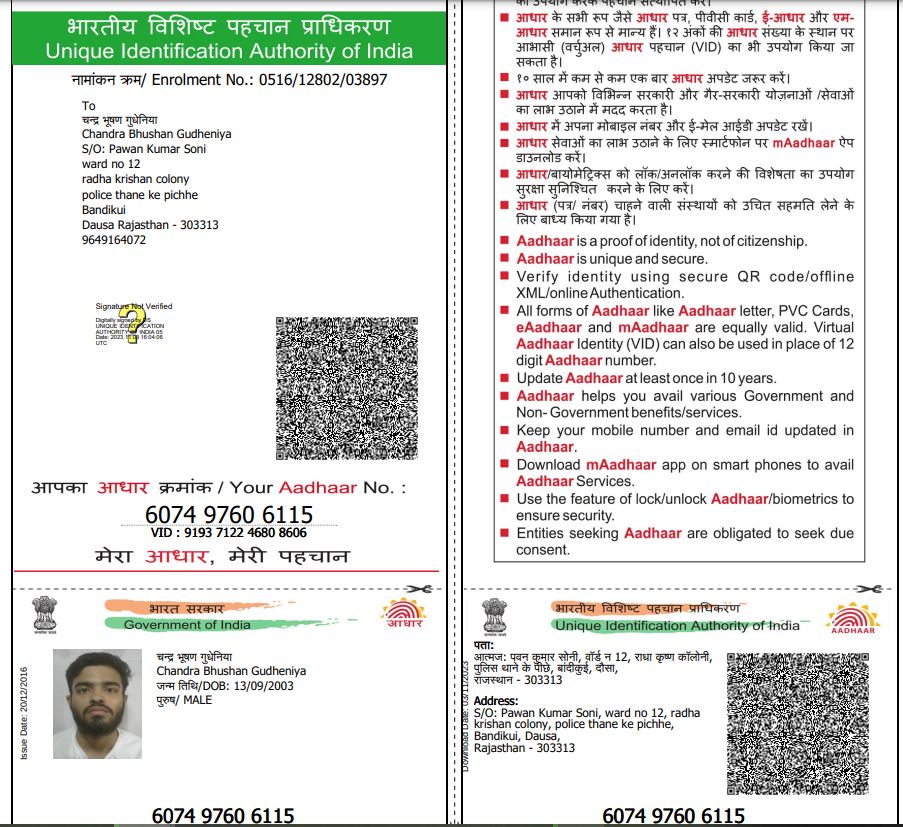 भारतीय विशिष्ट पहचान प्राधिकरण
Unique Identification Authority of India
नामांकन क्रम/ Enrolment No.: 0516/12802/03897
To
चन्द्र भूषण गुधेनिया
Chandra Bhushan Gudheniya
S/O: Pawan Kumar Soni
ward no 12
radha krishan colony
police thane ke pichhe
Bandikui
Dausa Rajasthan - 303313
9649164072
Signature Not Verified
Digitally signed by DS
UNIQUE IDENTIFICATION
AUTHORITY OF INDIA 05
Date: 2023.11.03 16:04:06
UTC
आपका आधार क्रमांक / Your Aadhaar No. :
6074 9760 6115
VID : 9193 7122 4680 8606
मेरा आधार, मेरी पहचान
भारत सरकार
Government of India
आधार
Issue Date: 20/12/2016
चन्द्र भूषण गुधेनिया
Chandra Bhushan Gudheniya
जन्म तिथि/DOB: 13/09/2003
पुरुष/ MALE
6074 9760 6115
का उपयोग करके पहचान सत्यापित करें।
आधार के सभी रूप जैसे आधार पत्र, पीवीसी कार्ड, ई-आधार और एम-
आधार समान रूप से मान्य हैं। १२ अंकों की आधार संख्या के स्थान पर
आभासी (वर्चुअल) आधार पहचान (VID) का भी उपयोग किया जा
सकता है।
१० साल में कम से कम एक बार आधार अपडेट जरूर करें।
आधार आपको विभिन्न सरकारी और गैर-सरकारी योजनाओं /सेवाओं
का लाभ उठाने में मदद करता है।
आधार में अपना मोबाइल नंबर और ई-मेल आईडी अपडेट रखें।
आधार सेवाओं का लाभ उठाने के लिए स्मार्टफोन पर mAadhaar ऐप
डाउनलोड करें।
आधार/बायोमेट्रिक्स को लॉक/अनलॉक करने की विशेषता का उपयोग
सुरक्षा सुनिश्चित करने के लिए करें।
आधार (पत्र/ नंबर) चाहने वाली संस्थायों को उचित सहमति लेने के
लिए बाध्य किया गया है।
Aadhaar is a proof of identity, not of citizenship.
Aadhaar is unique and secure.
Verify identity using secure QR code/offline
XML/online Authentication.
All forms of Aadhaar like Aadhaar letter, PVC Cards,
eAadhaar and mAadhaar are equally valid. Virtual
Aadhaar Identity (VID) can also be used in place of 12
digit Aadhaar number.
Update Aadhaar at least once in 10 years.
Aadhaar helps you avail various Government and
Non- Government benefits/services.
Keep your mobile number and email id updated in
Aadhaar.
Download mAadhaar app on smart phones to avail
Aadhaar Services.
Use the feature of lock/unlock Aadhaar/biometrics to
ensure security.
Entities seeking Aadhaar are obligated to seek due
consent.
भारतीय विशिष्ट पहचान प्राधिकरण
Unique Identification Authority of India
AADHAAR
Download Date: 03/11/2023
पता:
आत्मज: पवन कुमार सोनी, वॉर्ड न 12, राधा कृष्ण कॉलोनी,
पुलिस थाने के पीछे, बांदीकुई, दौसा,
राजस्थान - 303313
Address:
S/O: Pawan Kumar Soni, ward no 12, radha
krishan colony, police thane ke pichhe,
Bandikui, Dausa,
Rajasthan - 303313
6074 9760 6115